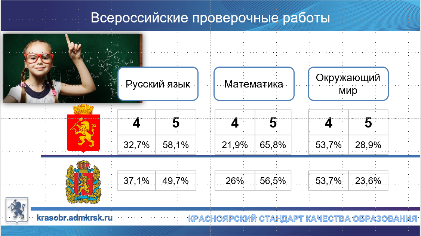 Всероссийские проверочные работы
Русский язык
Математика
Окружающий
мир
4 5 4 5 4 5
32,7% 58,1% 21,9% 65,8% 53,7% 28,9%
37,1% 49,7% 26% 56,5% 53,7% 23,6%
krasobr.admkrsk.ru КРАСНОЯРСКИЙ СТАНДАРТ КАЧЕСТВА ОБРАЗОВАНИЯ